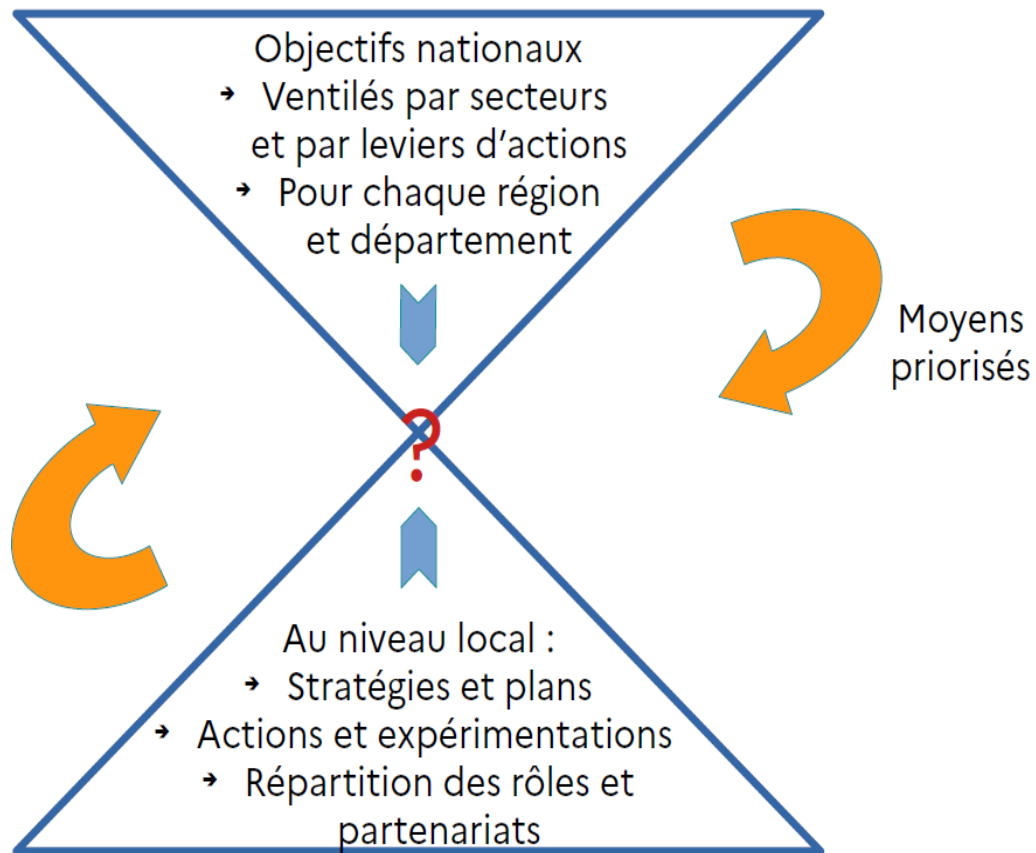 Objectifs nationaux
➔ Ventilés par secteurs
et par leviers d’actions
➔ Pour chaque région
et département
Moyens
priorisés
?
Au niveau local :
➔ Stratégies et plans
➔ Actions et expérimentations
➔ Répartition des rôles et
partenariats